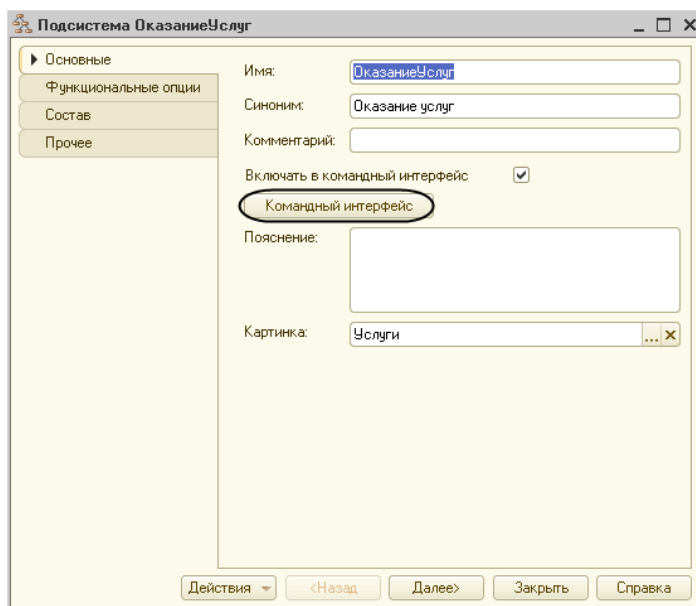 Подсистема ОказаниеУслуг
Основные
Функциональные опции
Состав
Прочее
Имя: ОказаниеУслуг
Синоним: Оказание услуг
Комментарий:
Включать в командный интерфейс
Командный интерфейс
Пояснение:
Картинка: Услуги ...
Действия <Назад Далее> Закрыть Справка